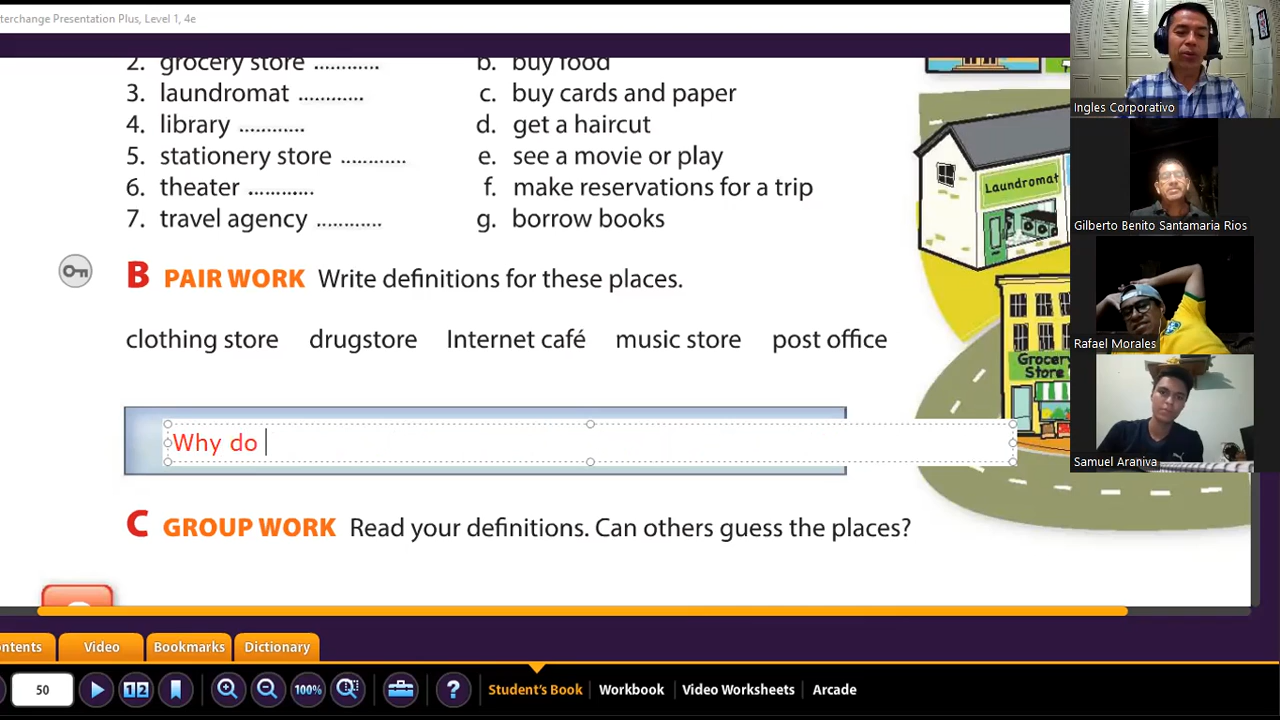 terchange Presentation Plus, Level 1, 4e
2. grocery store ...........
3. laundromat ............
4. library ............
5. stationery store ............
6. theater ............
7. travel agency ............
b. buy food
c. buy cards and paper
d. get a haircut
e. see a movie or play
f. make reservations for a trip
g. borrow books
B PAIR WORK Write definitions for these places.
clothing store drugstore Internet café music store post office
Why do
C GROUP WORK Read your definitions. Can others guess the places?
Laundromat
Grocery
Store
Ingles Corporativo
Gilberto Benito Santamaria Rios
Rafael Morales
Samuel Araniva
ontents Video Bookmarks Dictionary
50 12 100% ? Student's Book Workbook Video Worksheets Arcade